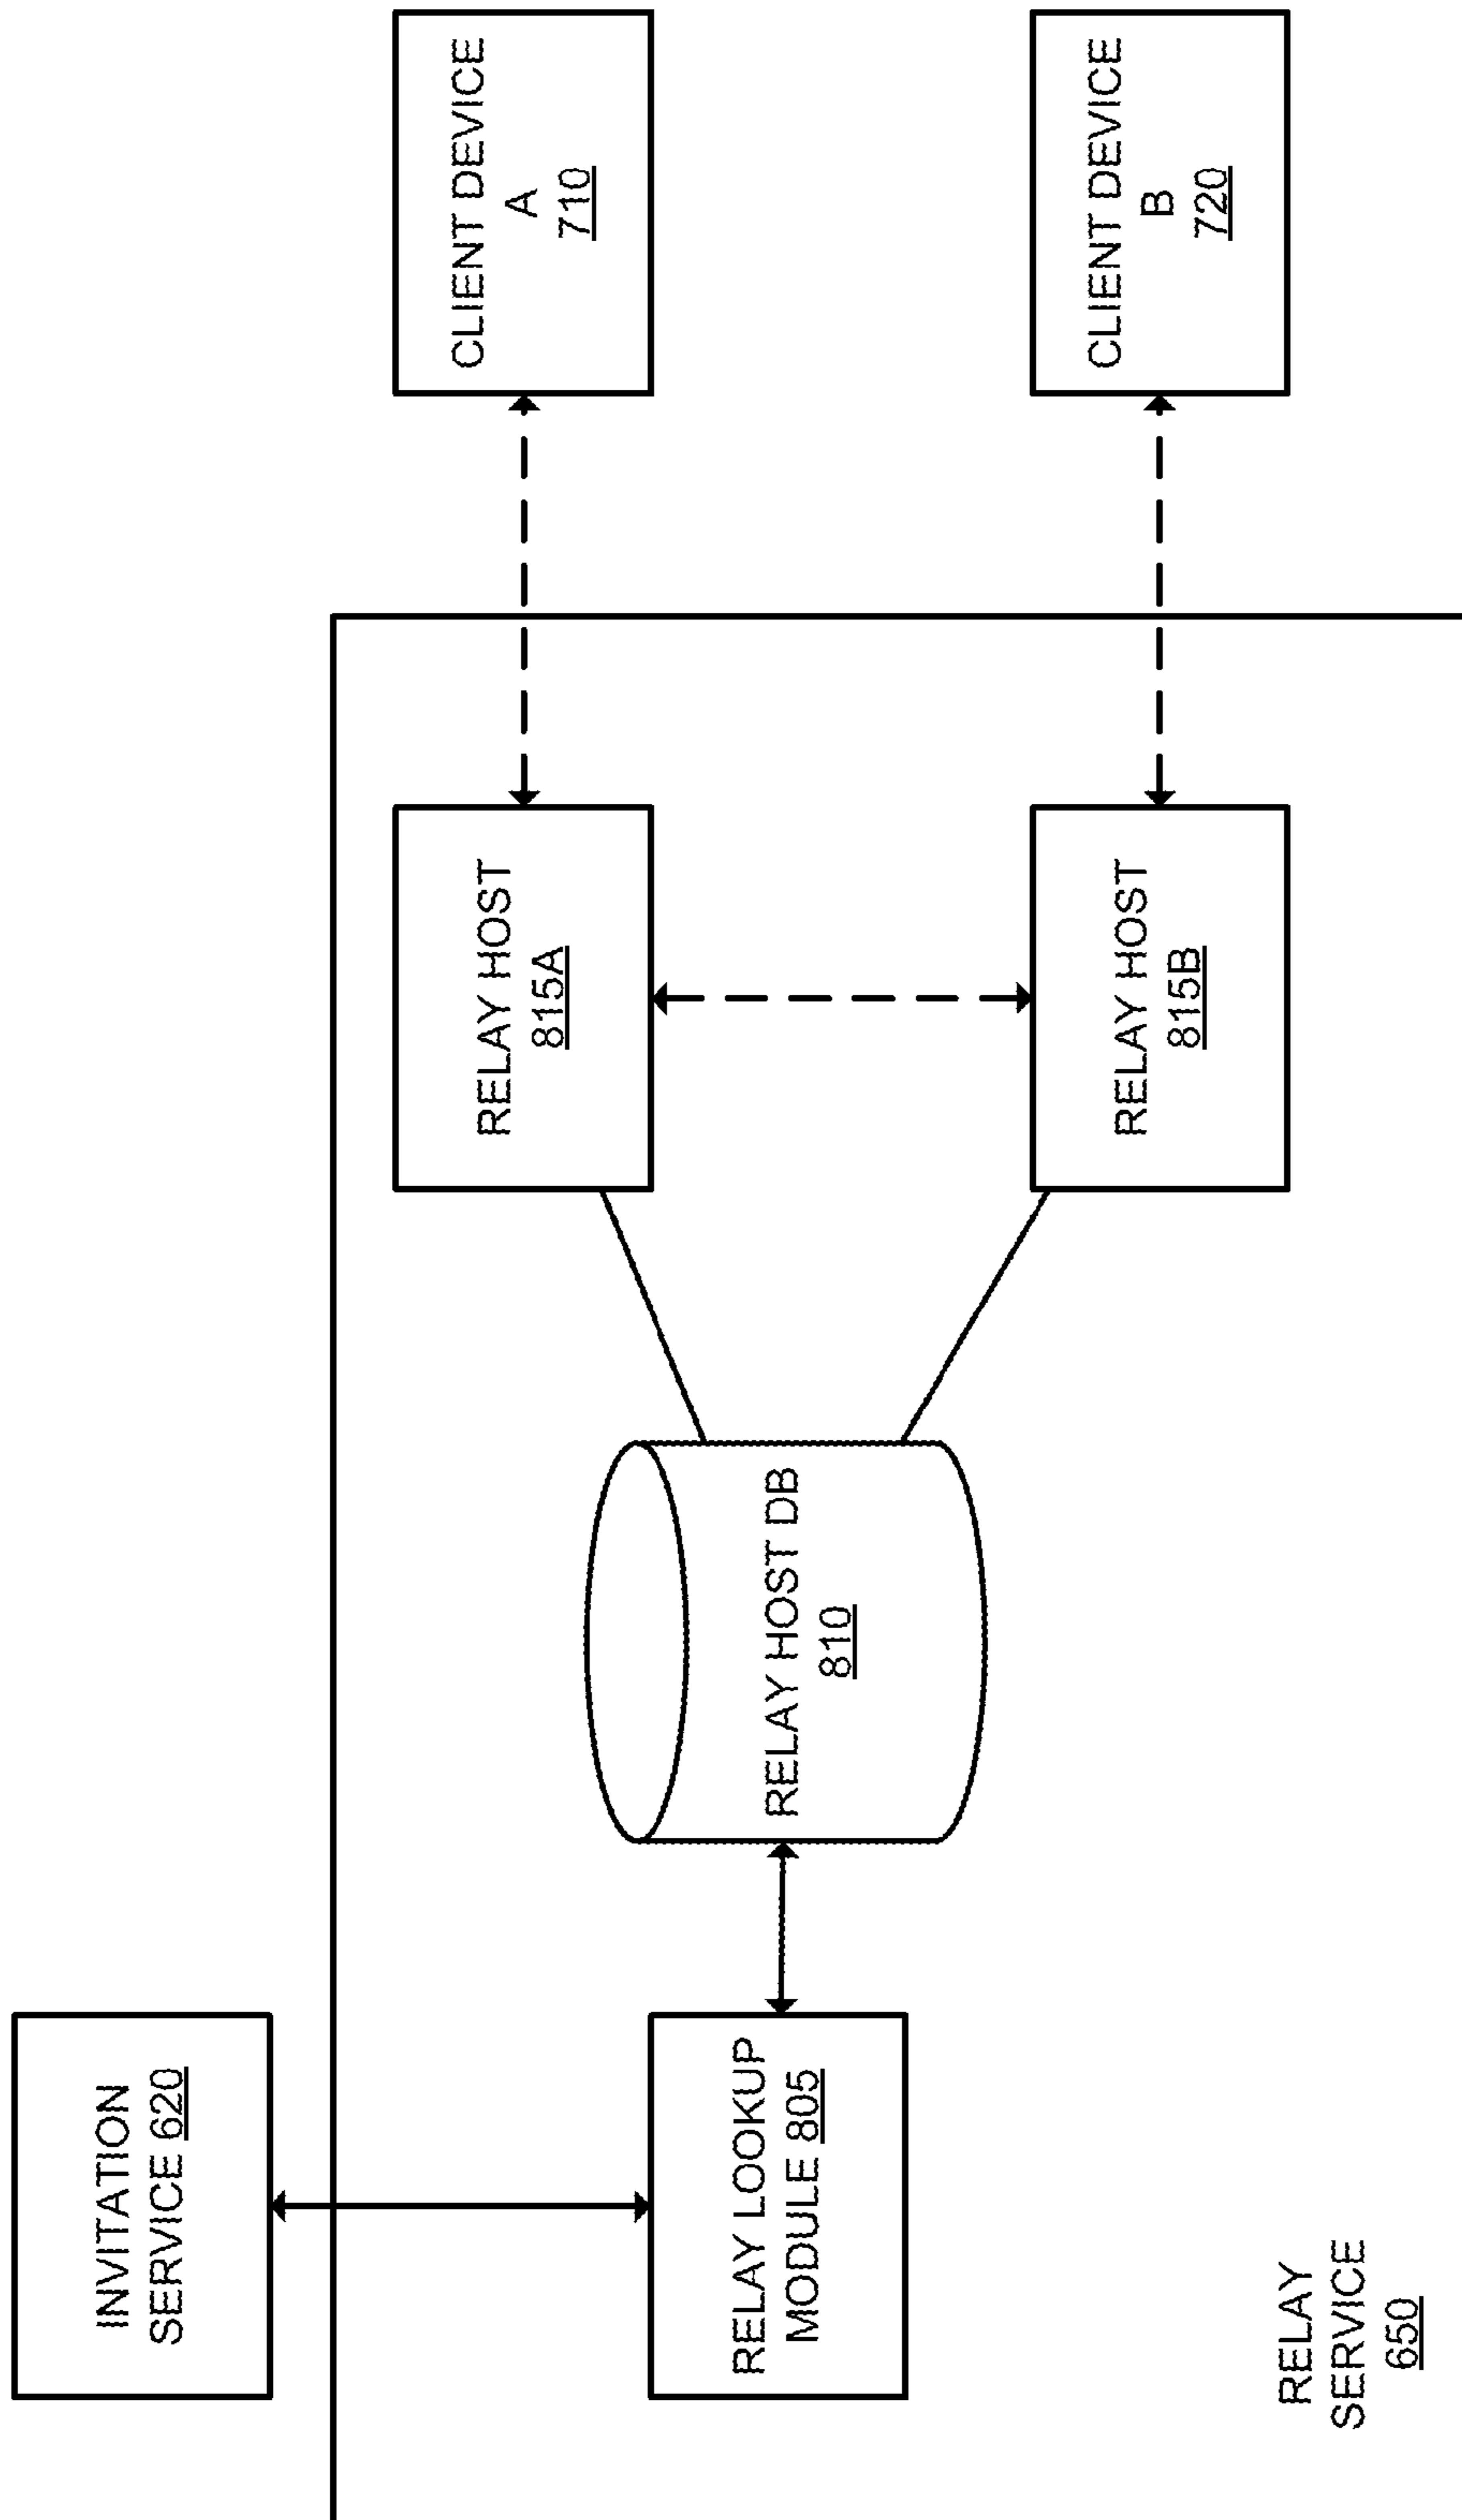 INVITATION
SERVICE 620
RELAY LOOKUP
MODULE 805
RELAY HOST DB
810
RELAY HOST
815A
CLIENT DEVICE
A
710
RELAY HOST
815B
CLIENT DEVICE
B
720
RELAY
SERVICE
650